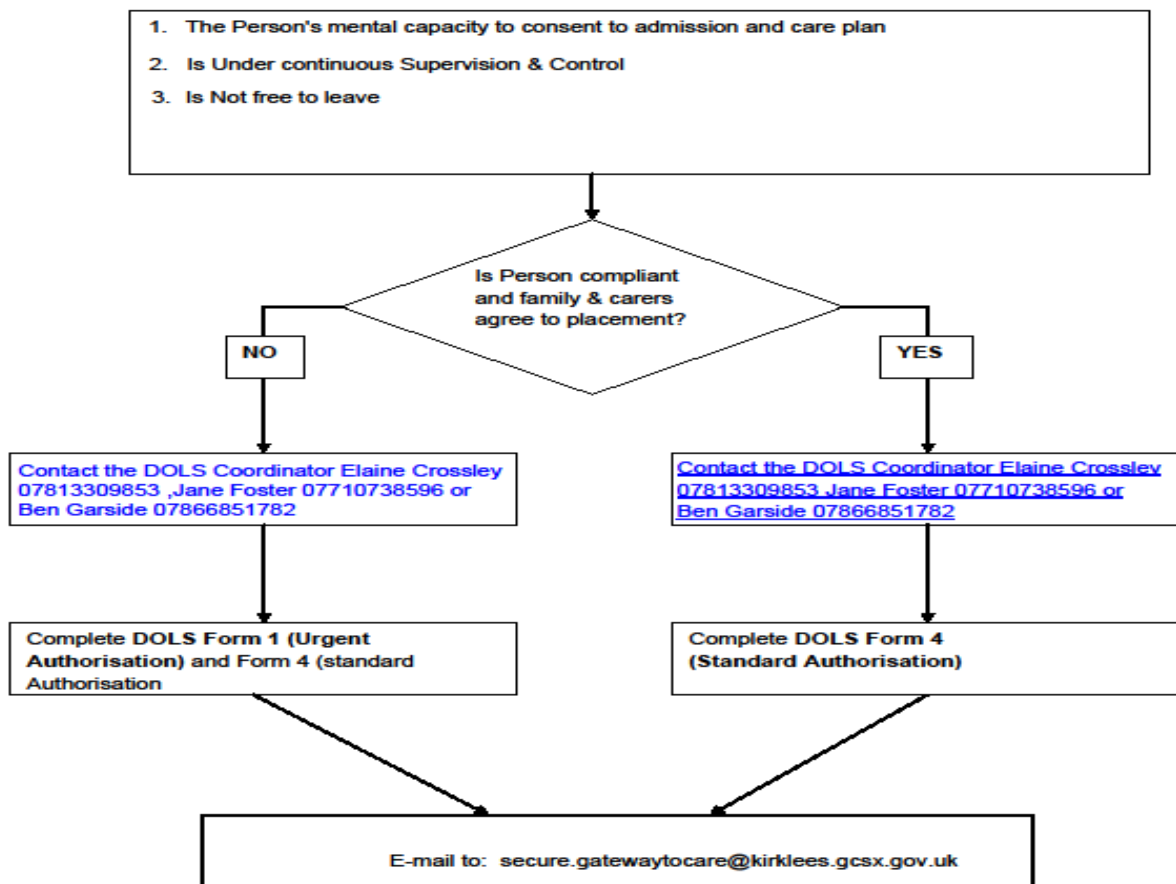 1. The Person's mental capacity to consent to admission and care plan
2. Is Under continuous Supervision & Control
3. Is Not free to leave
Is Person compliant
and family & carers
agree to placement?
NO
YES
Contact the DOLS Coordinator Elaine Crossley
07813309853 ,Jane Foster 07710738596 or
Ben Garside 07866851782
Contact the DOLS Coordinator Elaine Crossley
07813309853 Jane Foster 07710738596 or
Ben Garside 07866851782
Complete DOLS Form 1 (Urgent
Authorisation) and Form 4 (standard
Authorisation
Complete DOLS Form 4
(Standard Authorisation)
E-mail to: secure.gatewaytocare@kirklees.gcsx.gov.uk